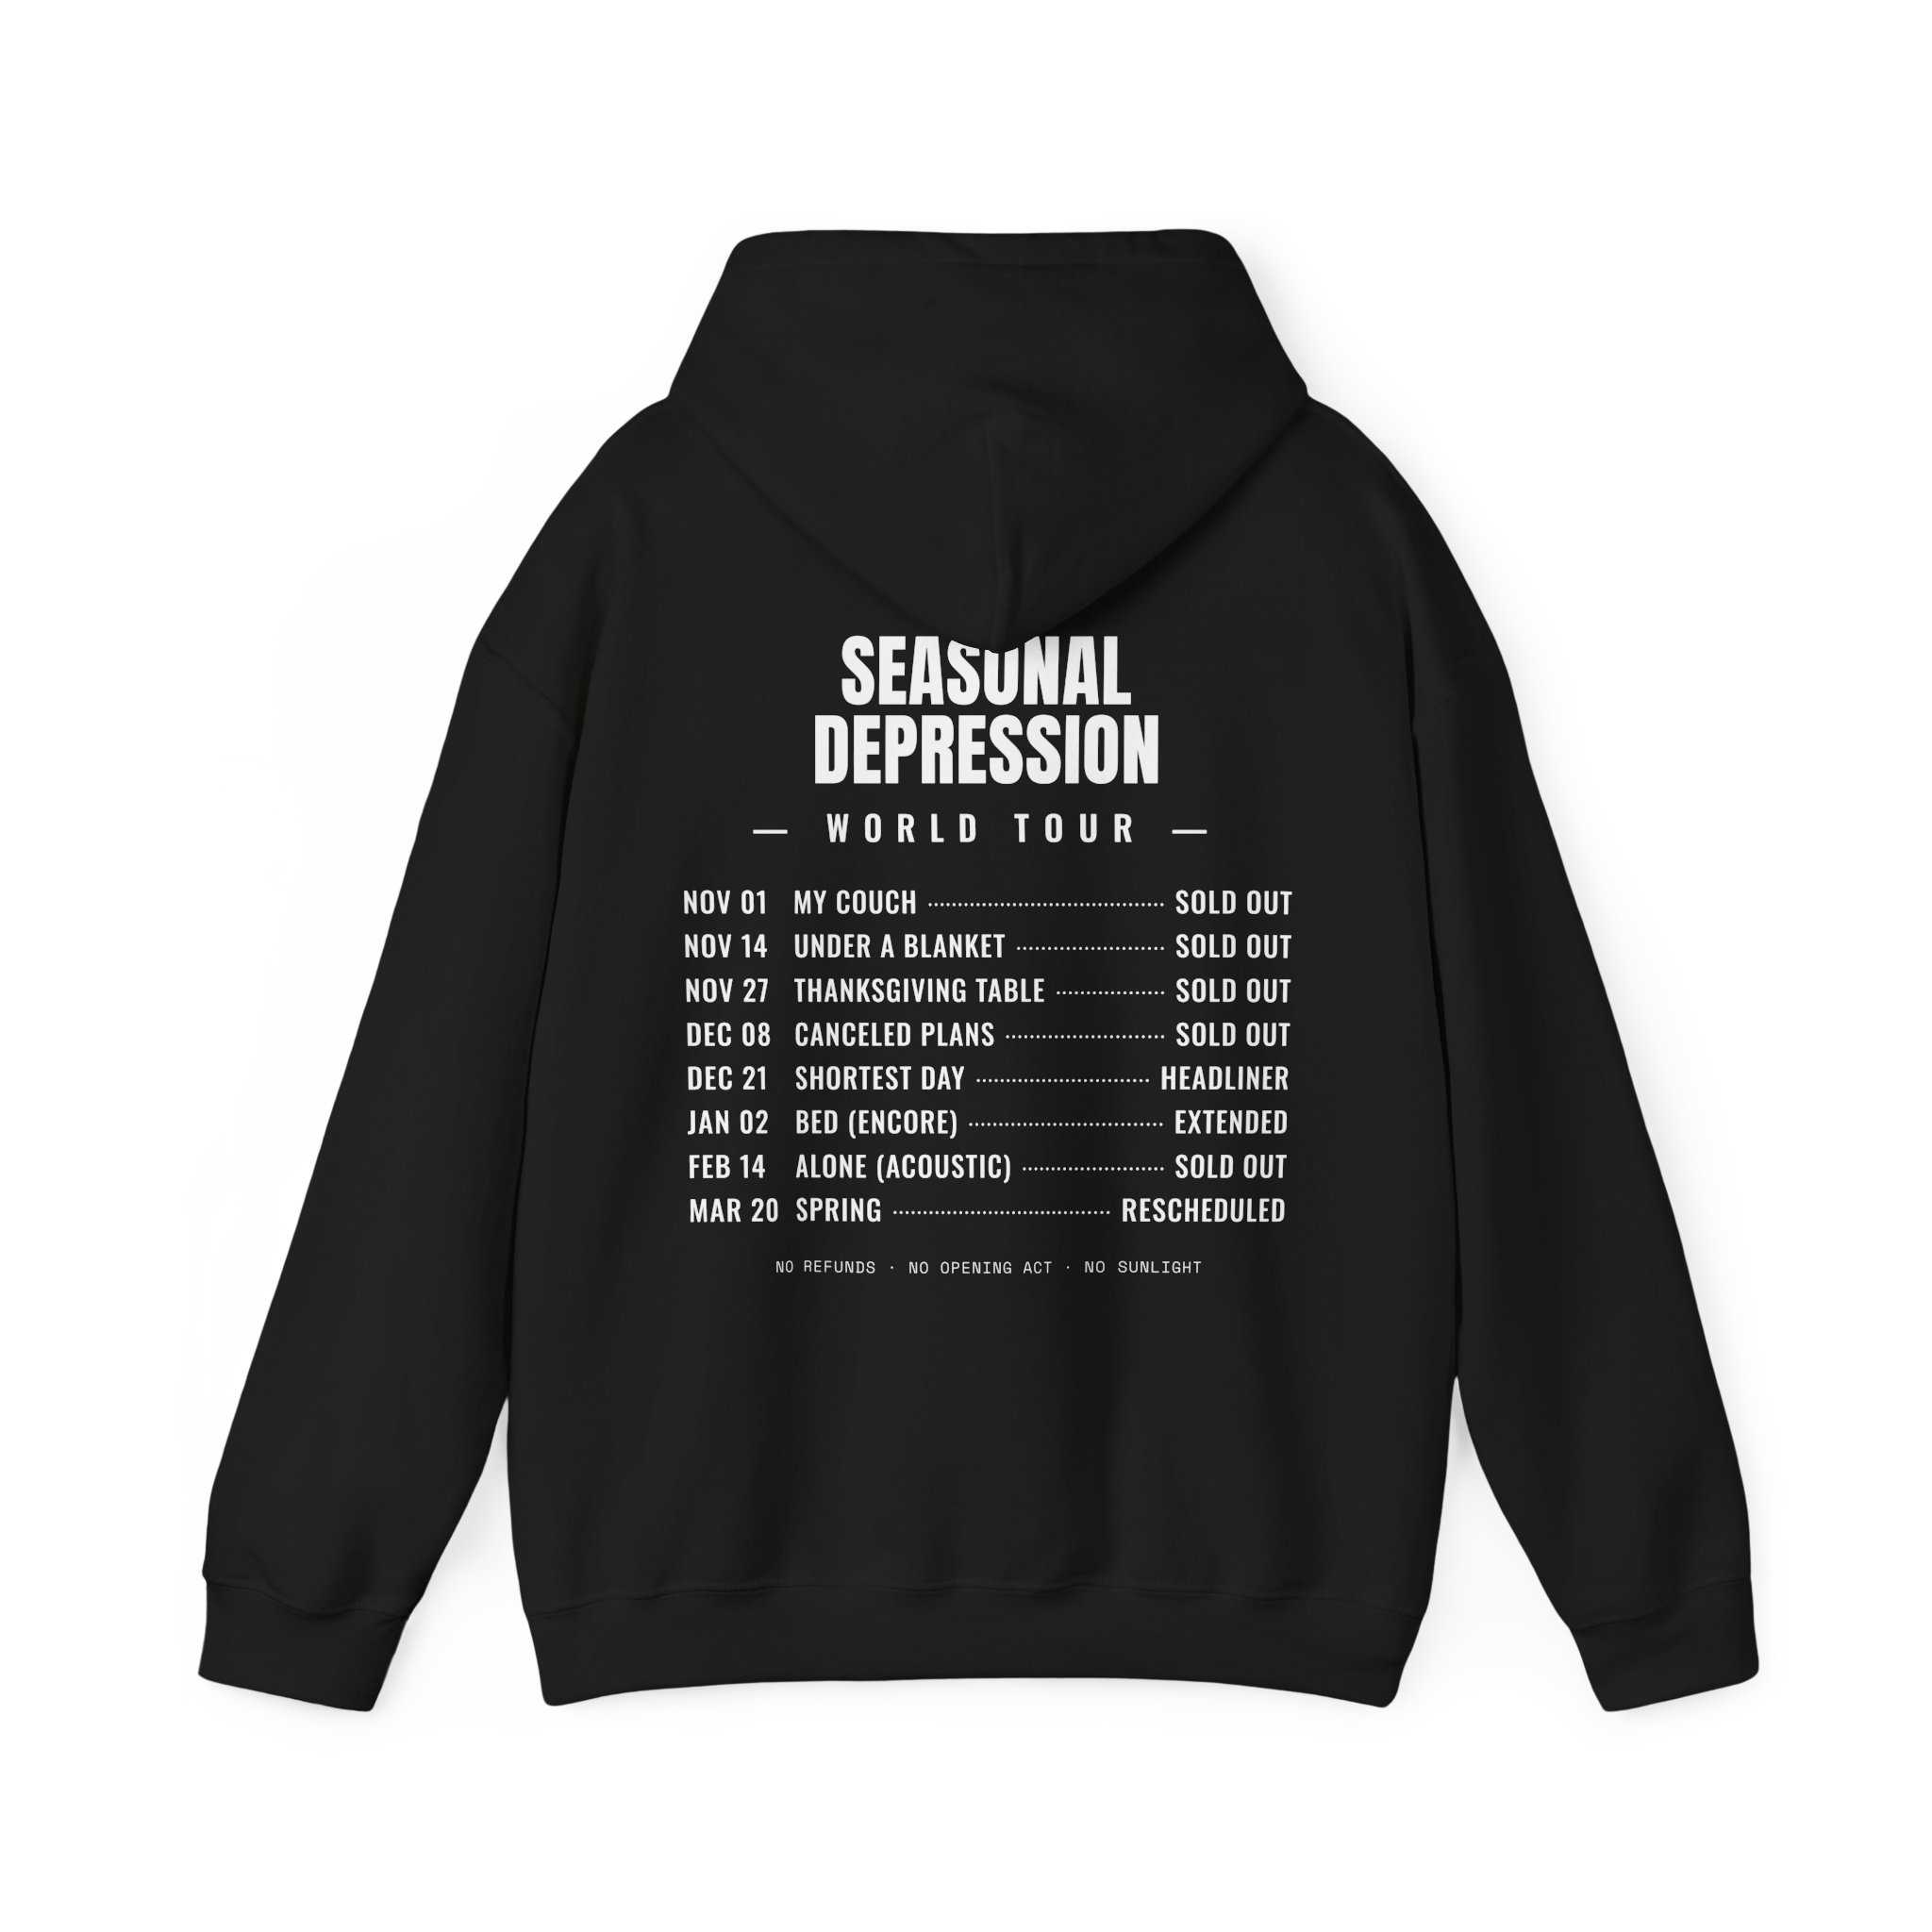 SEASONAL
DEPRESSION
— WORLD TOUR —
NOV 01 MY COUCH ........................................ SOLD OUT
NOV 14 UNDER A BLANKET ......................... SOLD OUT
NOV 27 THANKSGIVING TABLE .................. SOLD OUT
DEC 08 CANCELED PLANS ........................... SOLD OUT
DEC 21 SHORTEST DAY ............................. HEADLINER
JAN 02 BED (ENCORE) ................................. EXTENDED
FEB 14 ALONE (ACOUSTIC) ........................ SOLD OUT
MAR 20 SPRING ..................................... RESCHEDULED
NO REFUNDS · NO OPENING ACT · NO SUNLIGHT